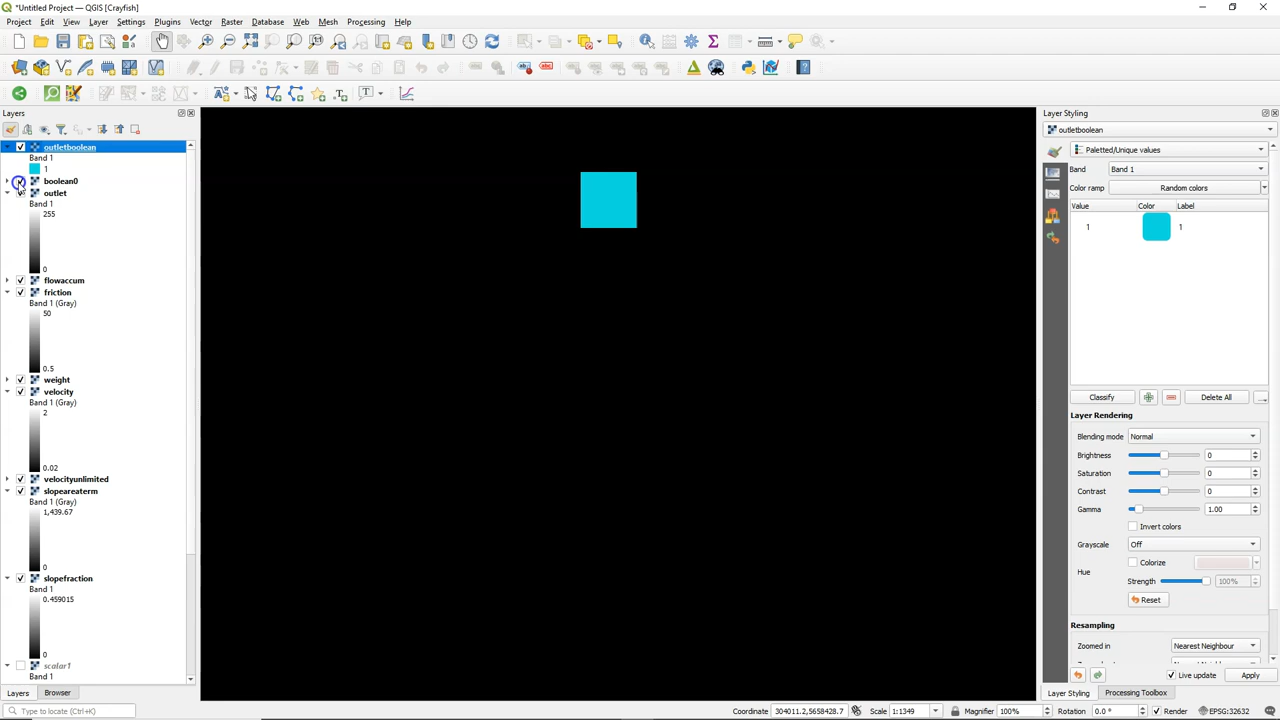 *Untitled Project — QGIS [Crayfish]
Project Edit View Layer Settings Plugins Vector Raster Database Web Mesh Processing Help
Layers
outletboolean
Band 1
1
boolean0
outlet
Band 1
255
0
flowaccum
friction
Band 1 (Gray)
50
0.5
weight
velocity
Band 1 (Gray)
2
0.02
velocityunlimited
slopeareaterm
Band 1 (Gray)
1,439.67
0
slopefraction
Band 1
0.459015
0
scalar1
Band 1
Layers Browser
Layer Styling
outletboolean
Paletted/Unique values
Band Band 1
Color ramp Random colors
Value Color Label
1 1
Classify Delete All ...
Layer Rendering
Blending mode Normal
Brightness 0
Saturation 0
Contrast 0
Gamma 1.00
Invert colors
Grayscale Off
Hue Colorize
Strength 100%
Reset
Resampling
Zoomed in Nearest Neighbour
Live update Apply
Layer Styling Processing Toolbox
Type to locate (Ctrl+K) Coordinate 304011.2,5658428.7 Scale 1:1349 Magnifier 100% Rotation 0.0 ° Render EPSG:32632